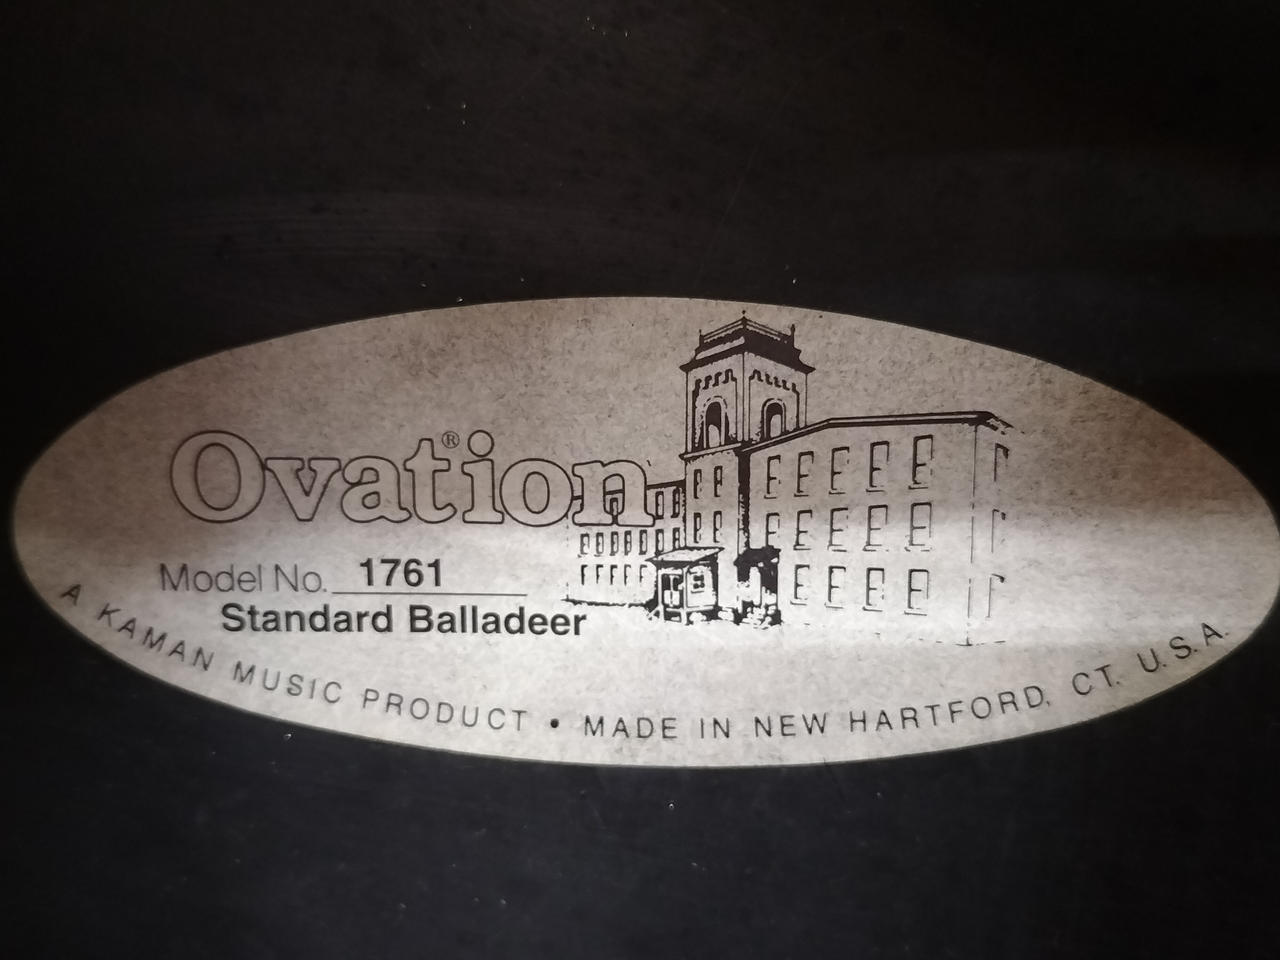 Ovation®
Model No. 1761
Standard Balladeer
A KAMAN MUSIC PRODUCT • MADE IN NEW HARTFORD, CT. U.S.A.